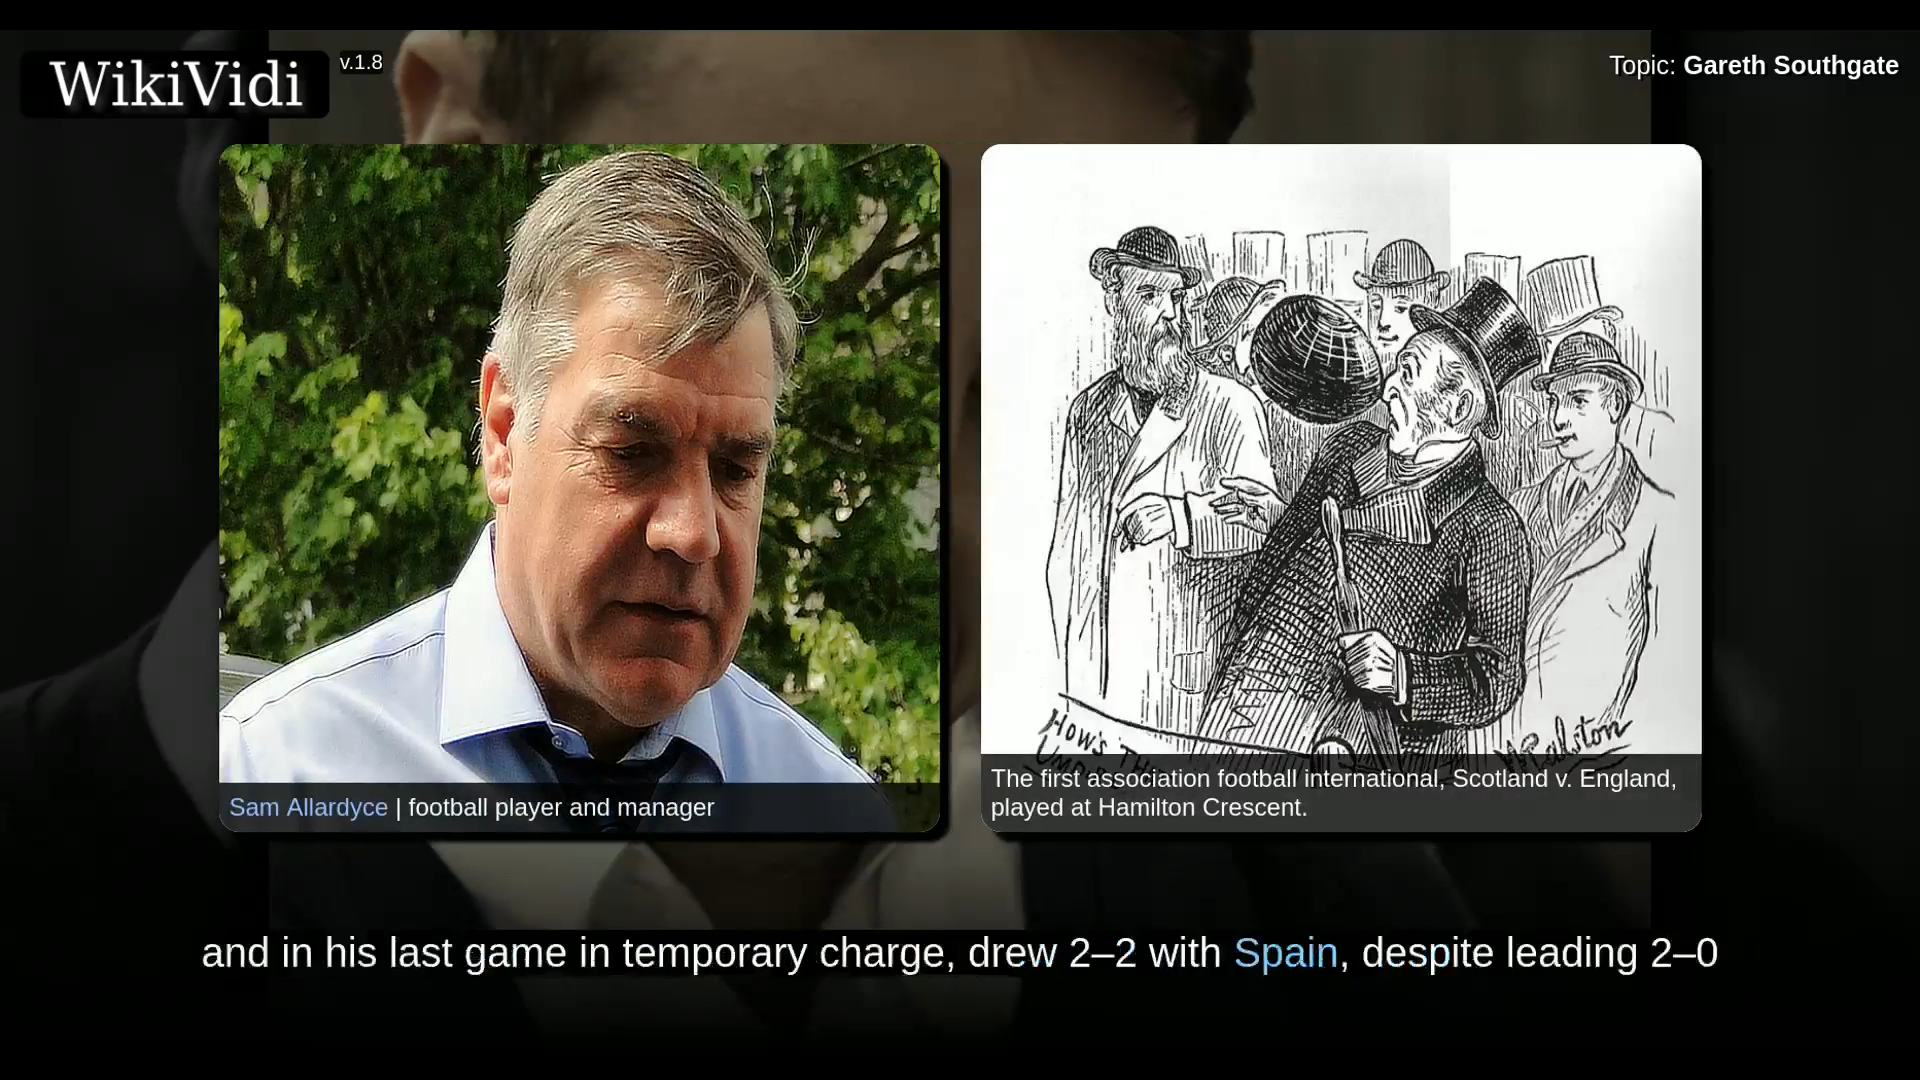 WikiVidi
v.1.8
Topic: Gareth Southgate
HOW'S
W Ralston
Sam Allardyce | football player and manager
The first association football international, Scotland v. England,
played at Hamilton Crescent.
and in his last game in temporary charge, drew 2–2 with Spain, despite leading 2–0